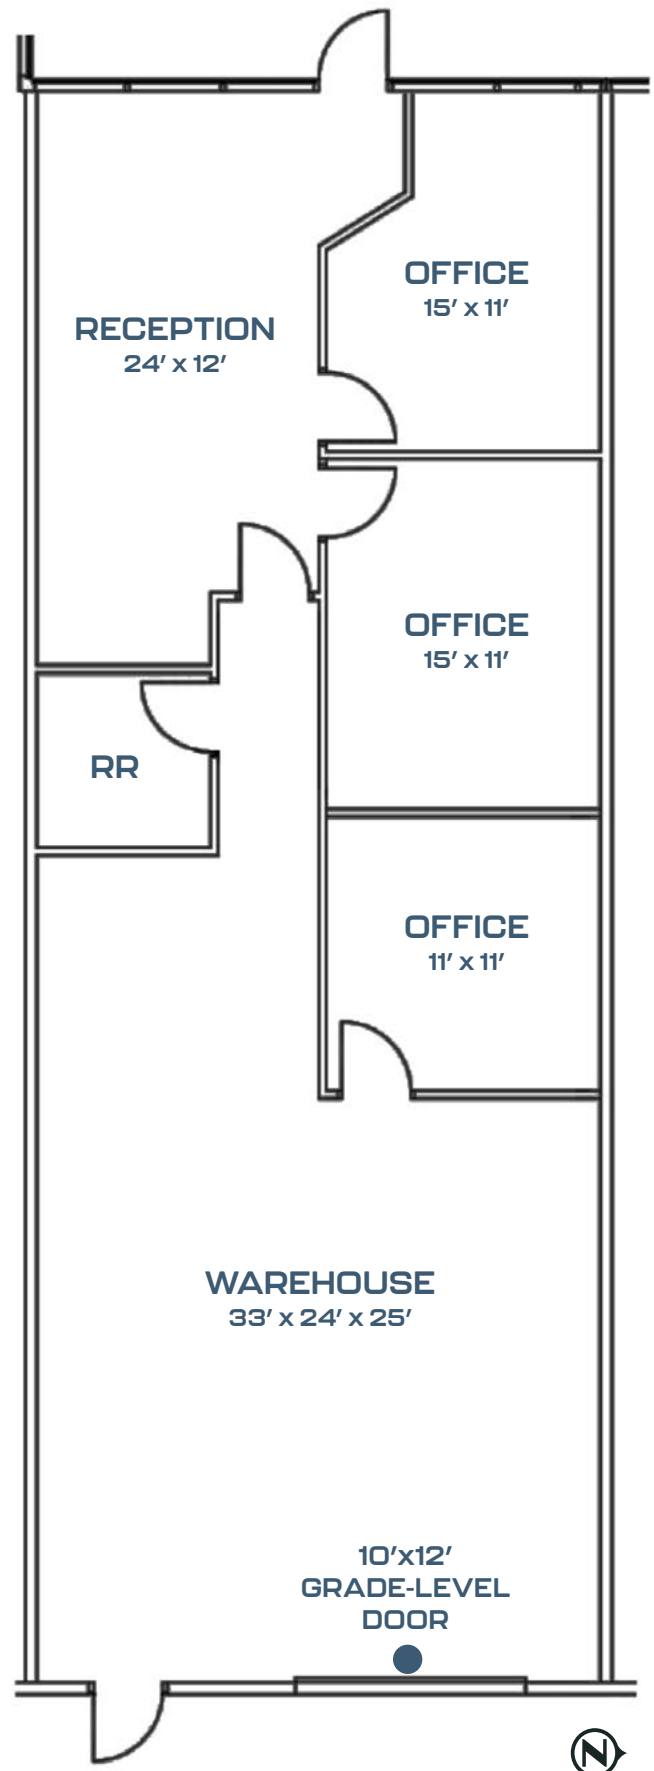 OFFICE
15' x 11'
RECEPTION
24' x 12'
OFFICE
15' x 11'
RR
OFFICE
11' x 11'
WAREHOUSE
33' x 24' x 25'
10'x12'
GRADE-LEVEL
DOOR
N